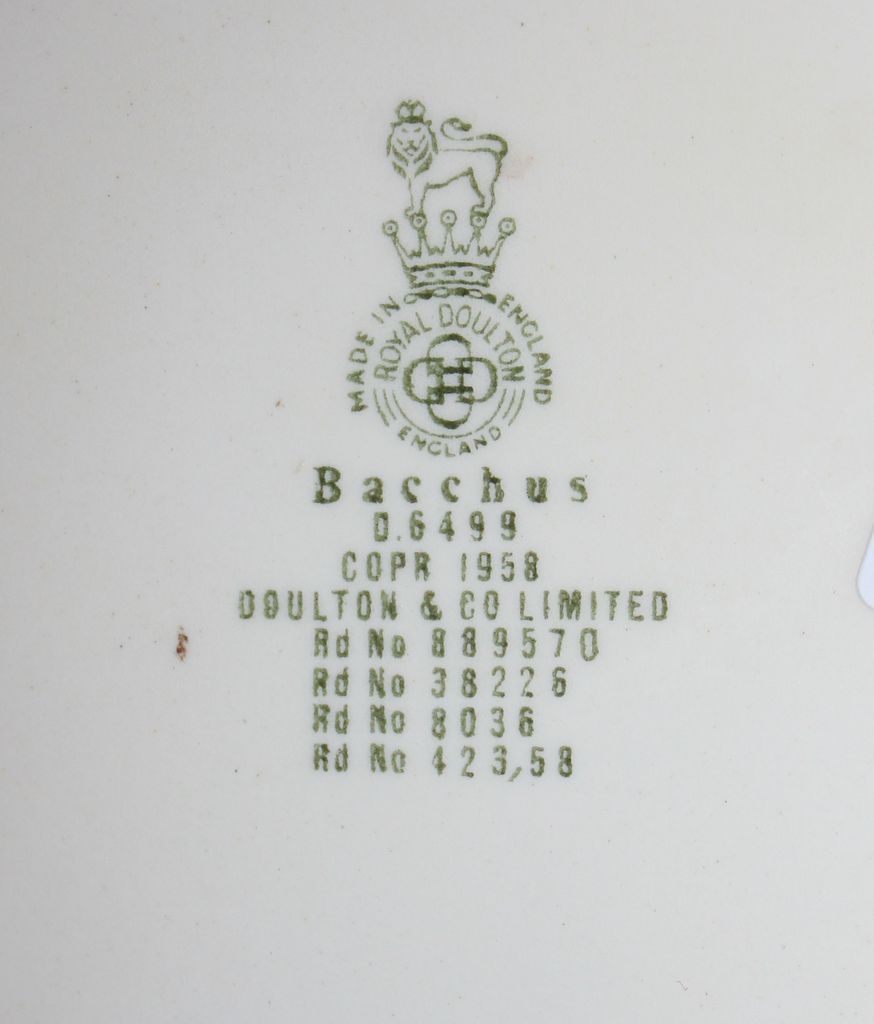 MADE IN ENGLAND
ROYAL DOULTON
ENGLAND
Bacchus
D.6499
COPR 1958
DOULTON & CO LIMITED
Rd No 889570
Rd No 38226
Rd No 8036
Rd No 423,58